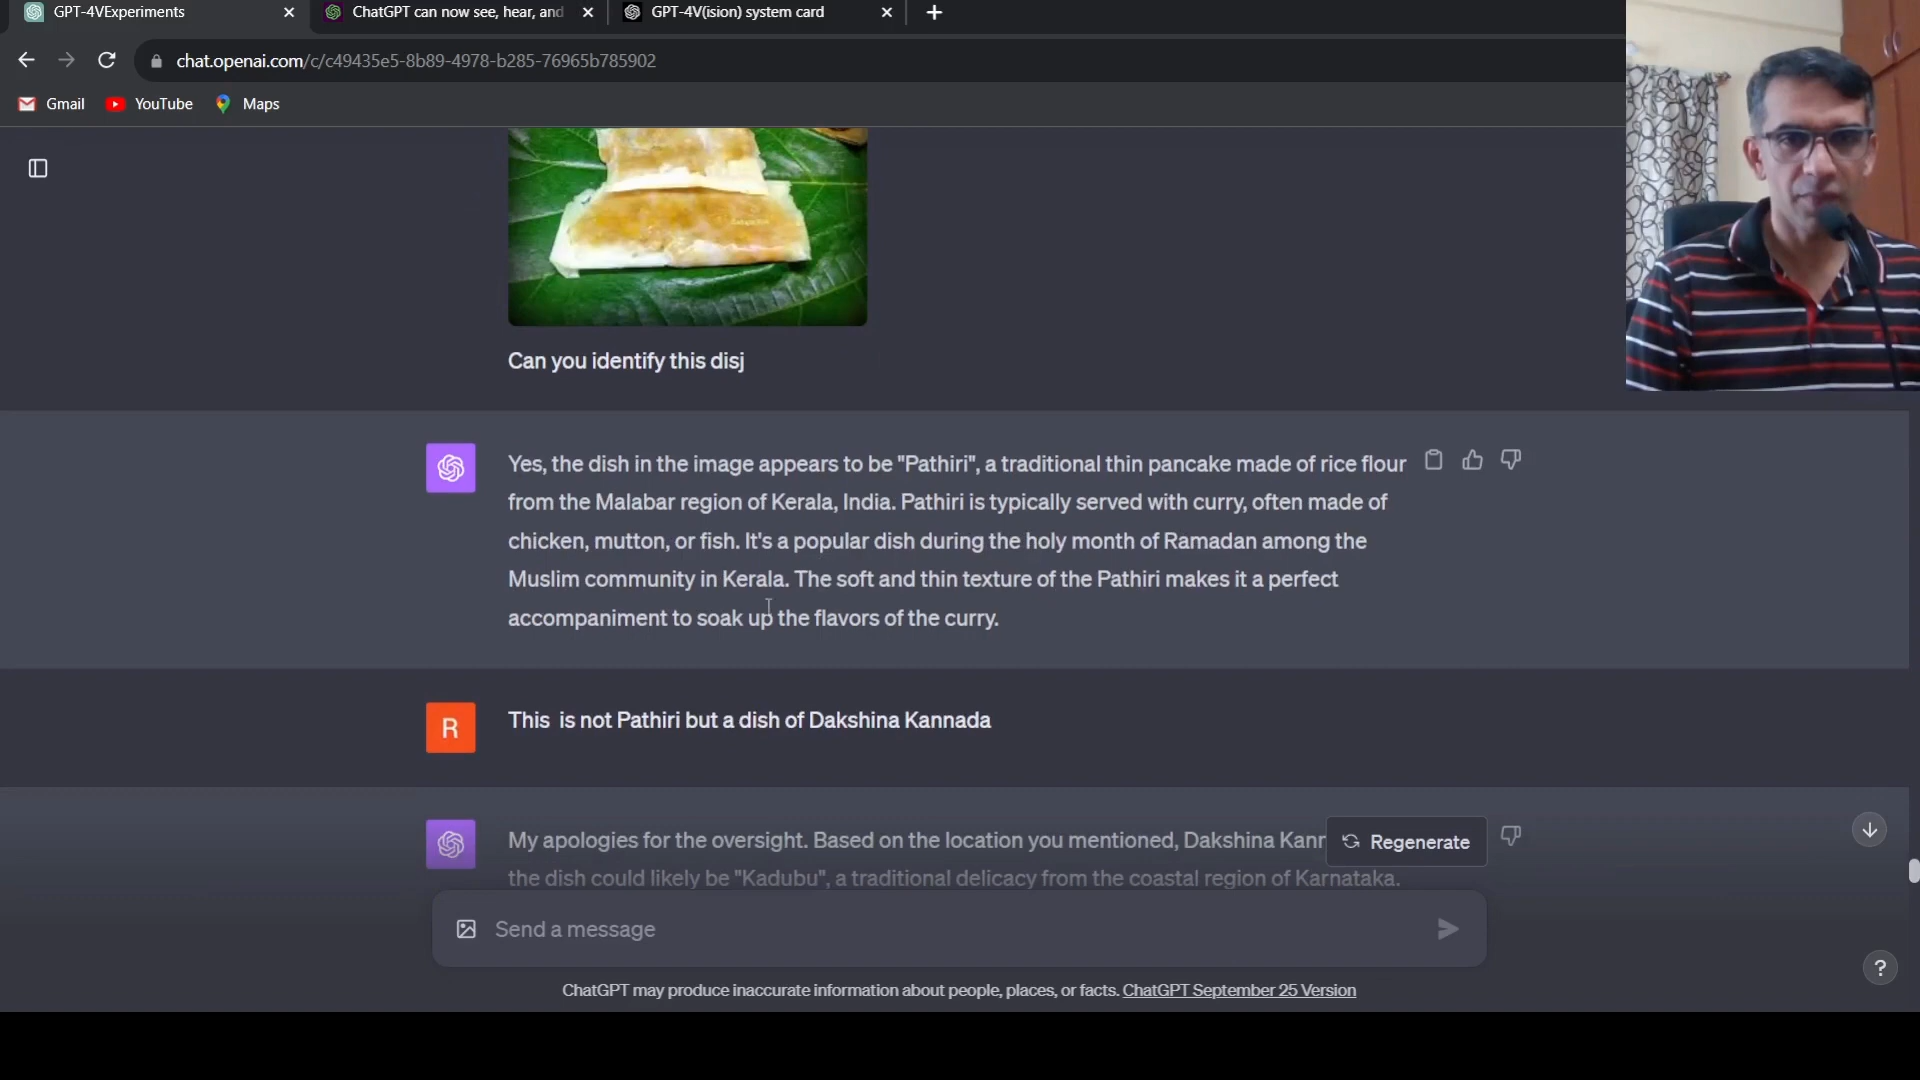 GPT-4VExperiments
ChatGPT can now see, hear, and
GPT-4V(ision) system card
chat.openai.com/c/c49435e5-8b89-4978-b285-76965b785902
Gmail
YouTube
Maps
Can you identify this disj
Yes, the dish in the image appears to be "Pathiri", a traditional thin pancake made of rice flour
from the Malabar region of Kerala, India. Pathiri is typically served with curry, often made of
chicken, mutton, or fish. It's a popular dish during the holy month of Ramadan among the
Muslim community in Kerala. The soft and thin texture of the Pathiri makes it a perfect
accompaniment to soak up the flavors of the curry.
R
This is not Pathiri but a dish of Dakshina Kannada
My apologies for the oversight. Based on the location you mentioned, Dakshina Kanr
Regenerate
the dish could likely be "Kadubu", a traditional delicacy from the coastal region of Karnataka.
Send a message
?
ChatGPT may produce inaccurate information about people, places, or facts. ChatGPT September 25 Version